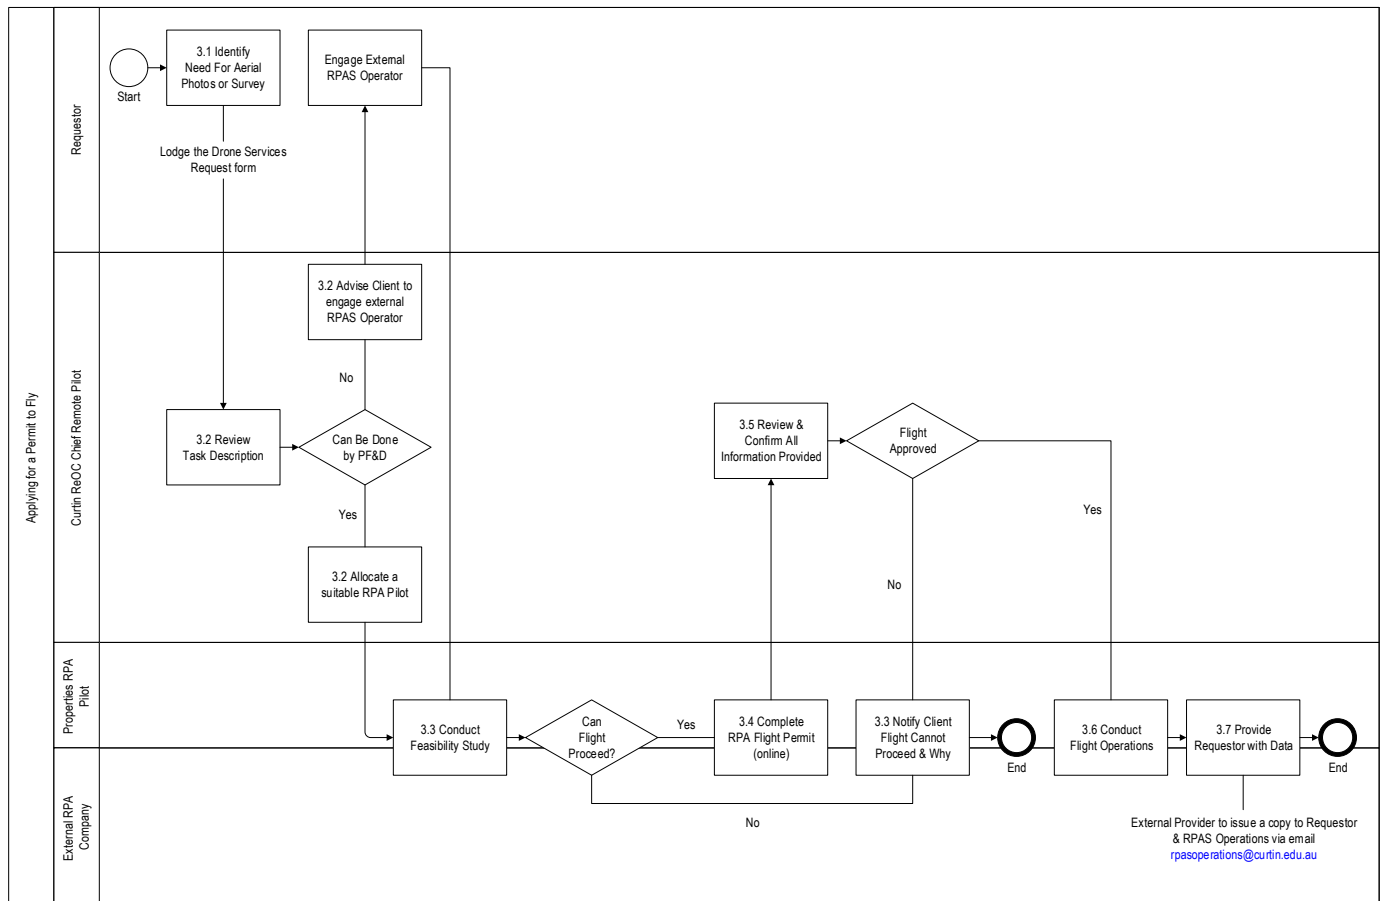 Applying for a Permit to Fly
Requestor
Start
3.1 Identify
Need For Aerial
Photos or Survey
Engage External
RPAS Operator
Lodge the Drone Services
Request form
Curtin ReOC Chief Remote Pilot
3.2 Advise Client to
engage external
RPAS Operator
No
3.2 Review
Task Description
Can Be Done
by PF&D
Yes
3.2 Allocate a
suitable RPA Pilot
3.5 Review &
Confirm All
Information Provided
Flight
Approved
Yes
No
Properties RPA
Pilot
3.3 Conduct
Feasibility Study
Can
Flight
Proceed?
Yes
3.4 Complete
RPA Flight Permit
(online)
3.3 Notify Client
Flight Cannot
Proceed & Why
End
3.6 Conduct
Flight Operations
3.7 Provide
Requestor with Data
End
External RPA
Company
No
External Provider to issue a copy to Requestor
& RPAS Operations via email
rpasoperations@curtin.edu.au